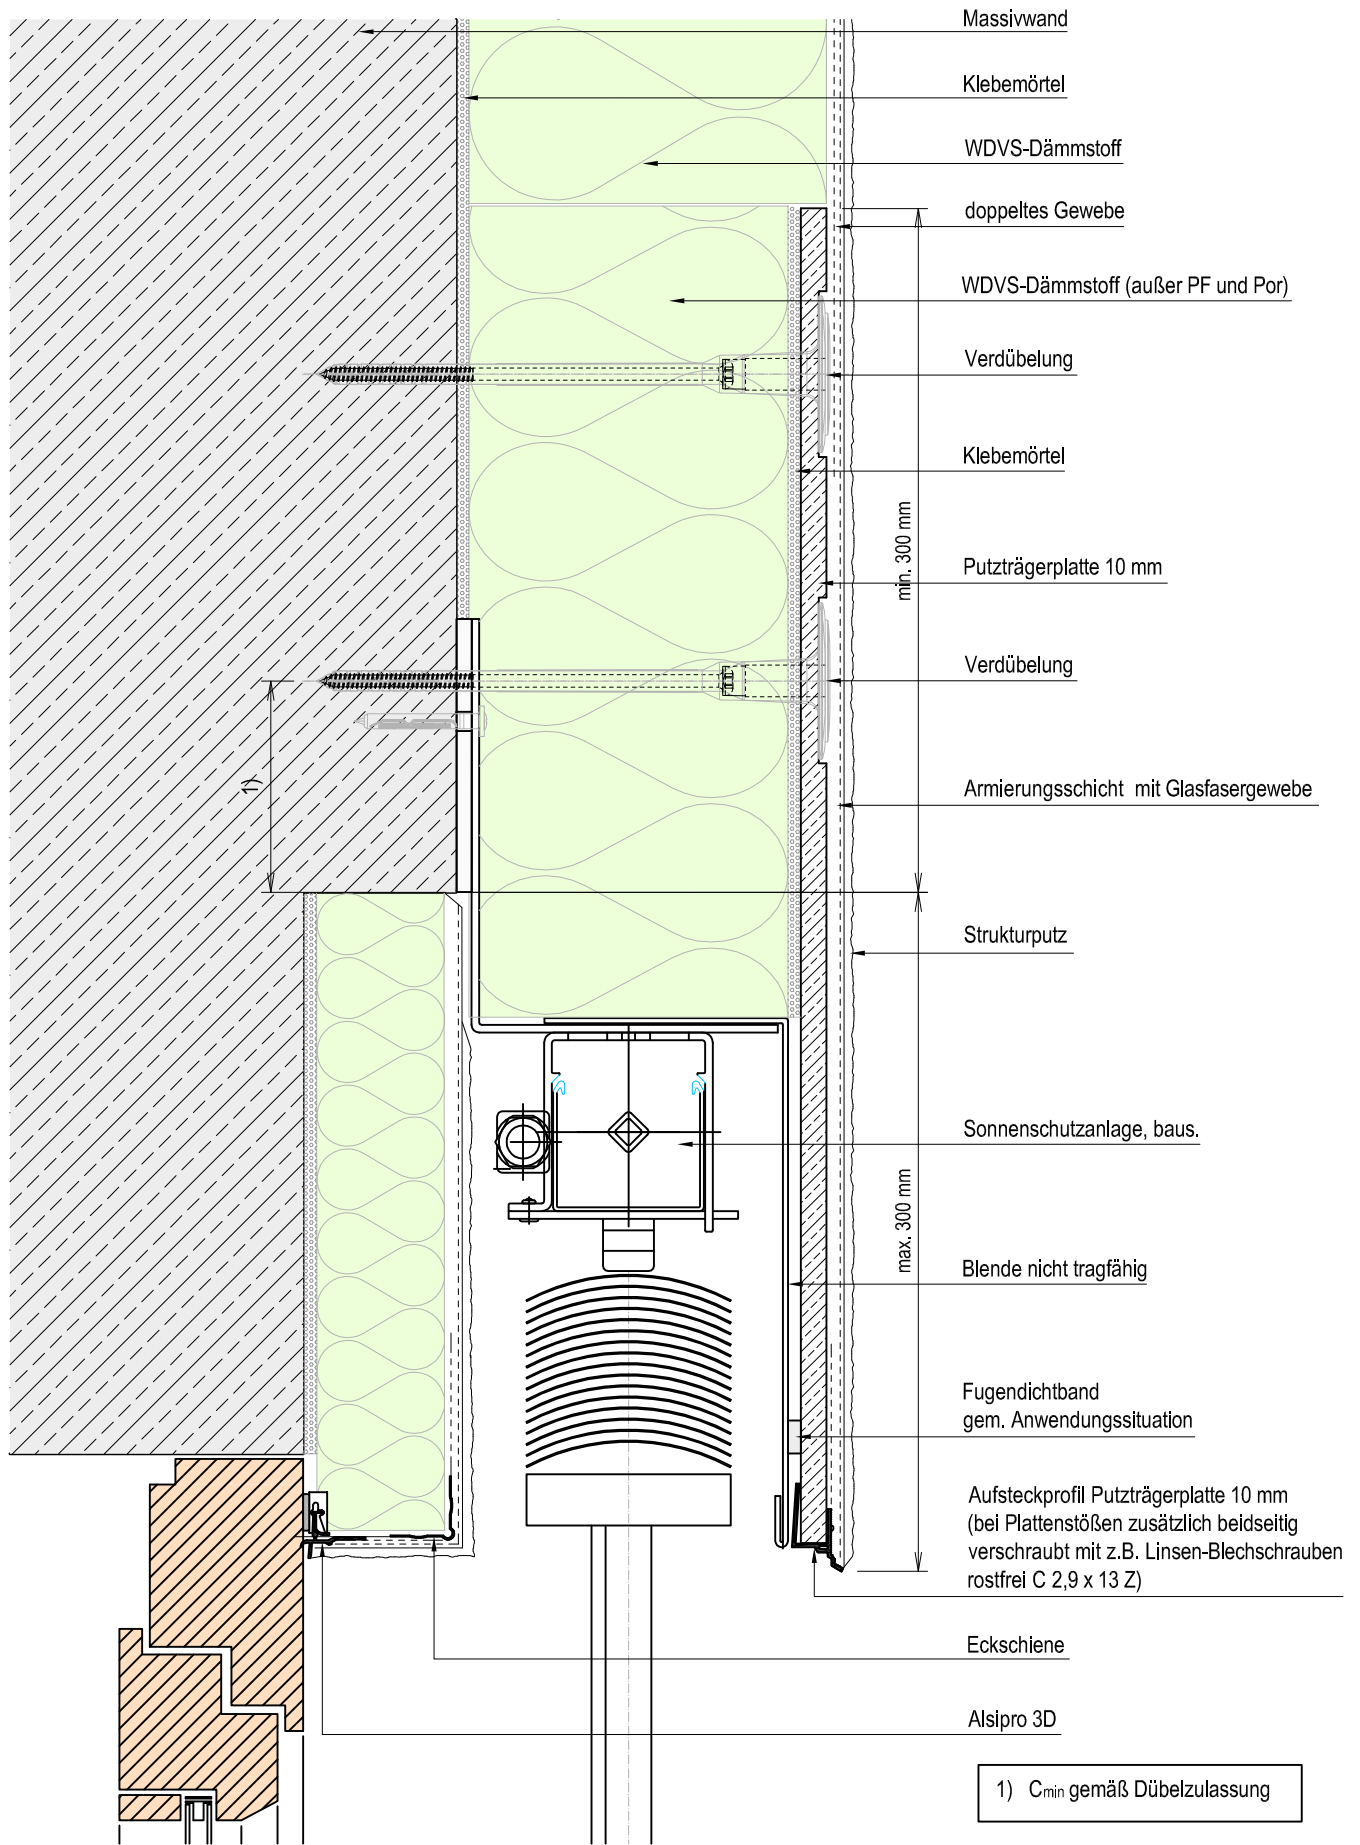 Massivwand
Klebemörtel
WDVS-Dämmstoff
doppeltes Gewebe
WDVS-Dämmstoff (außer PF und Por)
Verdübelung
Klebemörtel
min. 300 mm
Putzträgerplatte 10 mm
Verdübelung
1)
Armierungsschicht mit Glasfasergewebe
Strukturputz
Sonnenschutzanlage, baus.
max. 300 mm
Blende nicht tragfähig
Fugendichtband
gem. Anwendungssituation
Aufsteckprofil Putzträgerplatte 10 mm
(bei Plattenstößen zusätzlich beidseitig
verschraubt mit z.B. Linsen-Blechschrauben
rostfrei C 2,9 x 13 Z)
Eckschiene
Alsipro 3D
1) Cmin gemäß Dübelzulassung